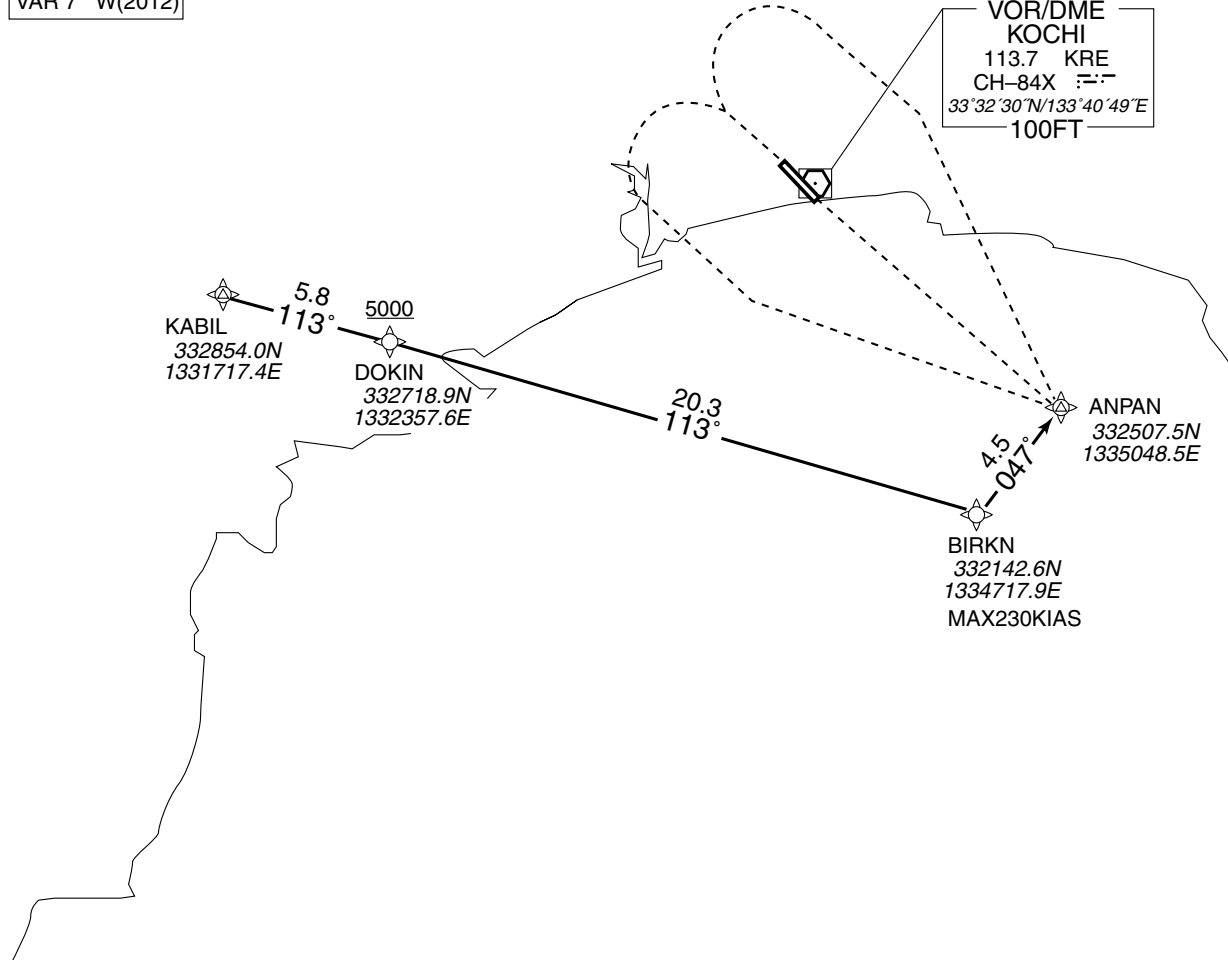 VAR 7° W(2012)
VOR/DME
KOCHI
113.7 KRE
CH–84X
33°32´30˝N/133°40´49˝E
100FT
5.8
113°
KABIL
332854.0N
1331717.4E
5000
DOKIN
332718.9N
1332357.6E
20.3
113°
ANPAN
332507.5N
1335048.5E
4.5
047°
BIRKN
332142.6N
1334717.9E
MAX230KIAS